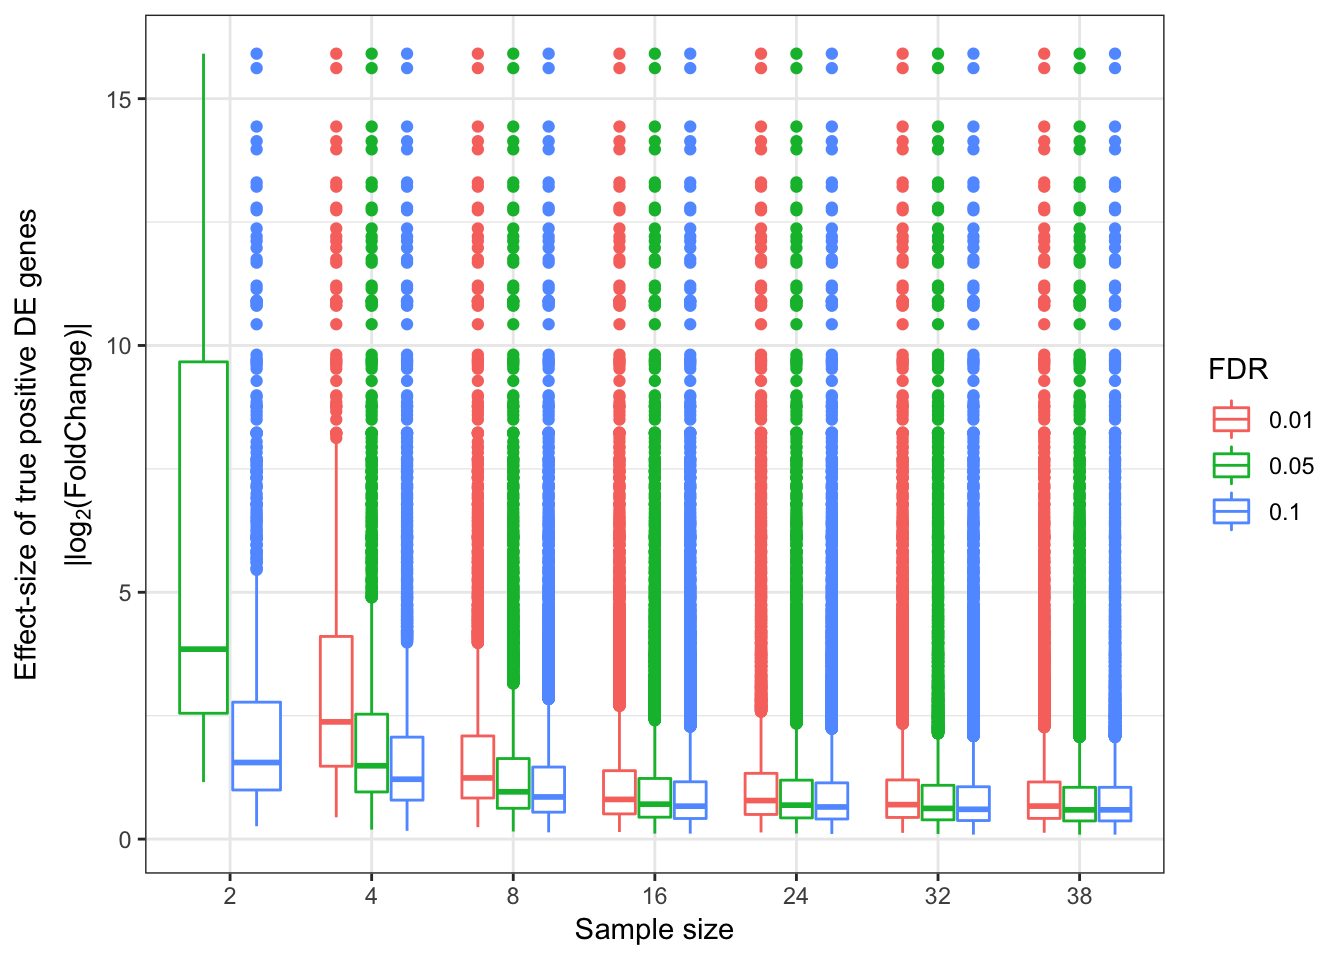 Effect-size of true positive DE genes
|log₂(FoldChange)|
15
10
5
0
2 4 8 16 24 32 38
Sample size
FDR
0.01
0.05
0.1